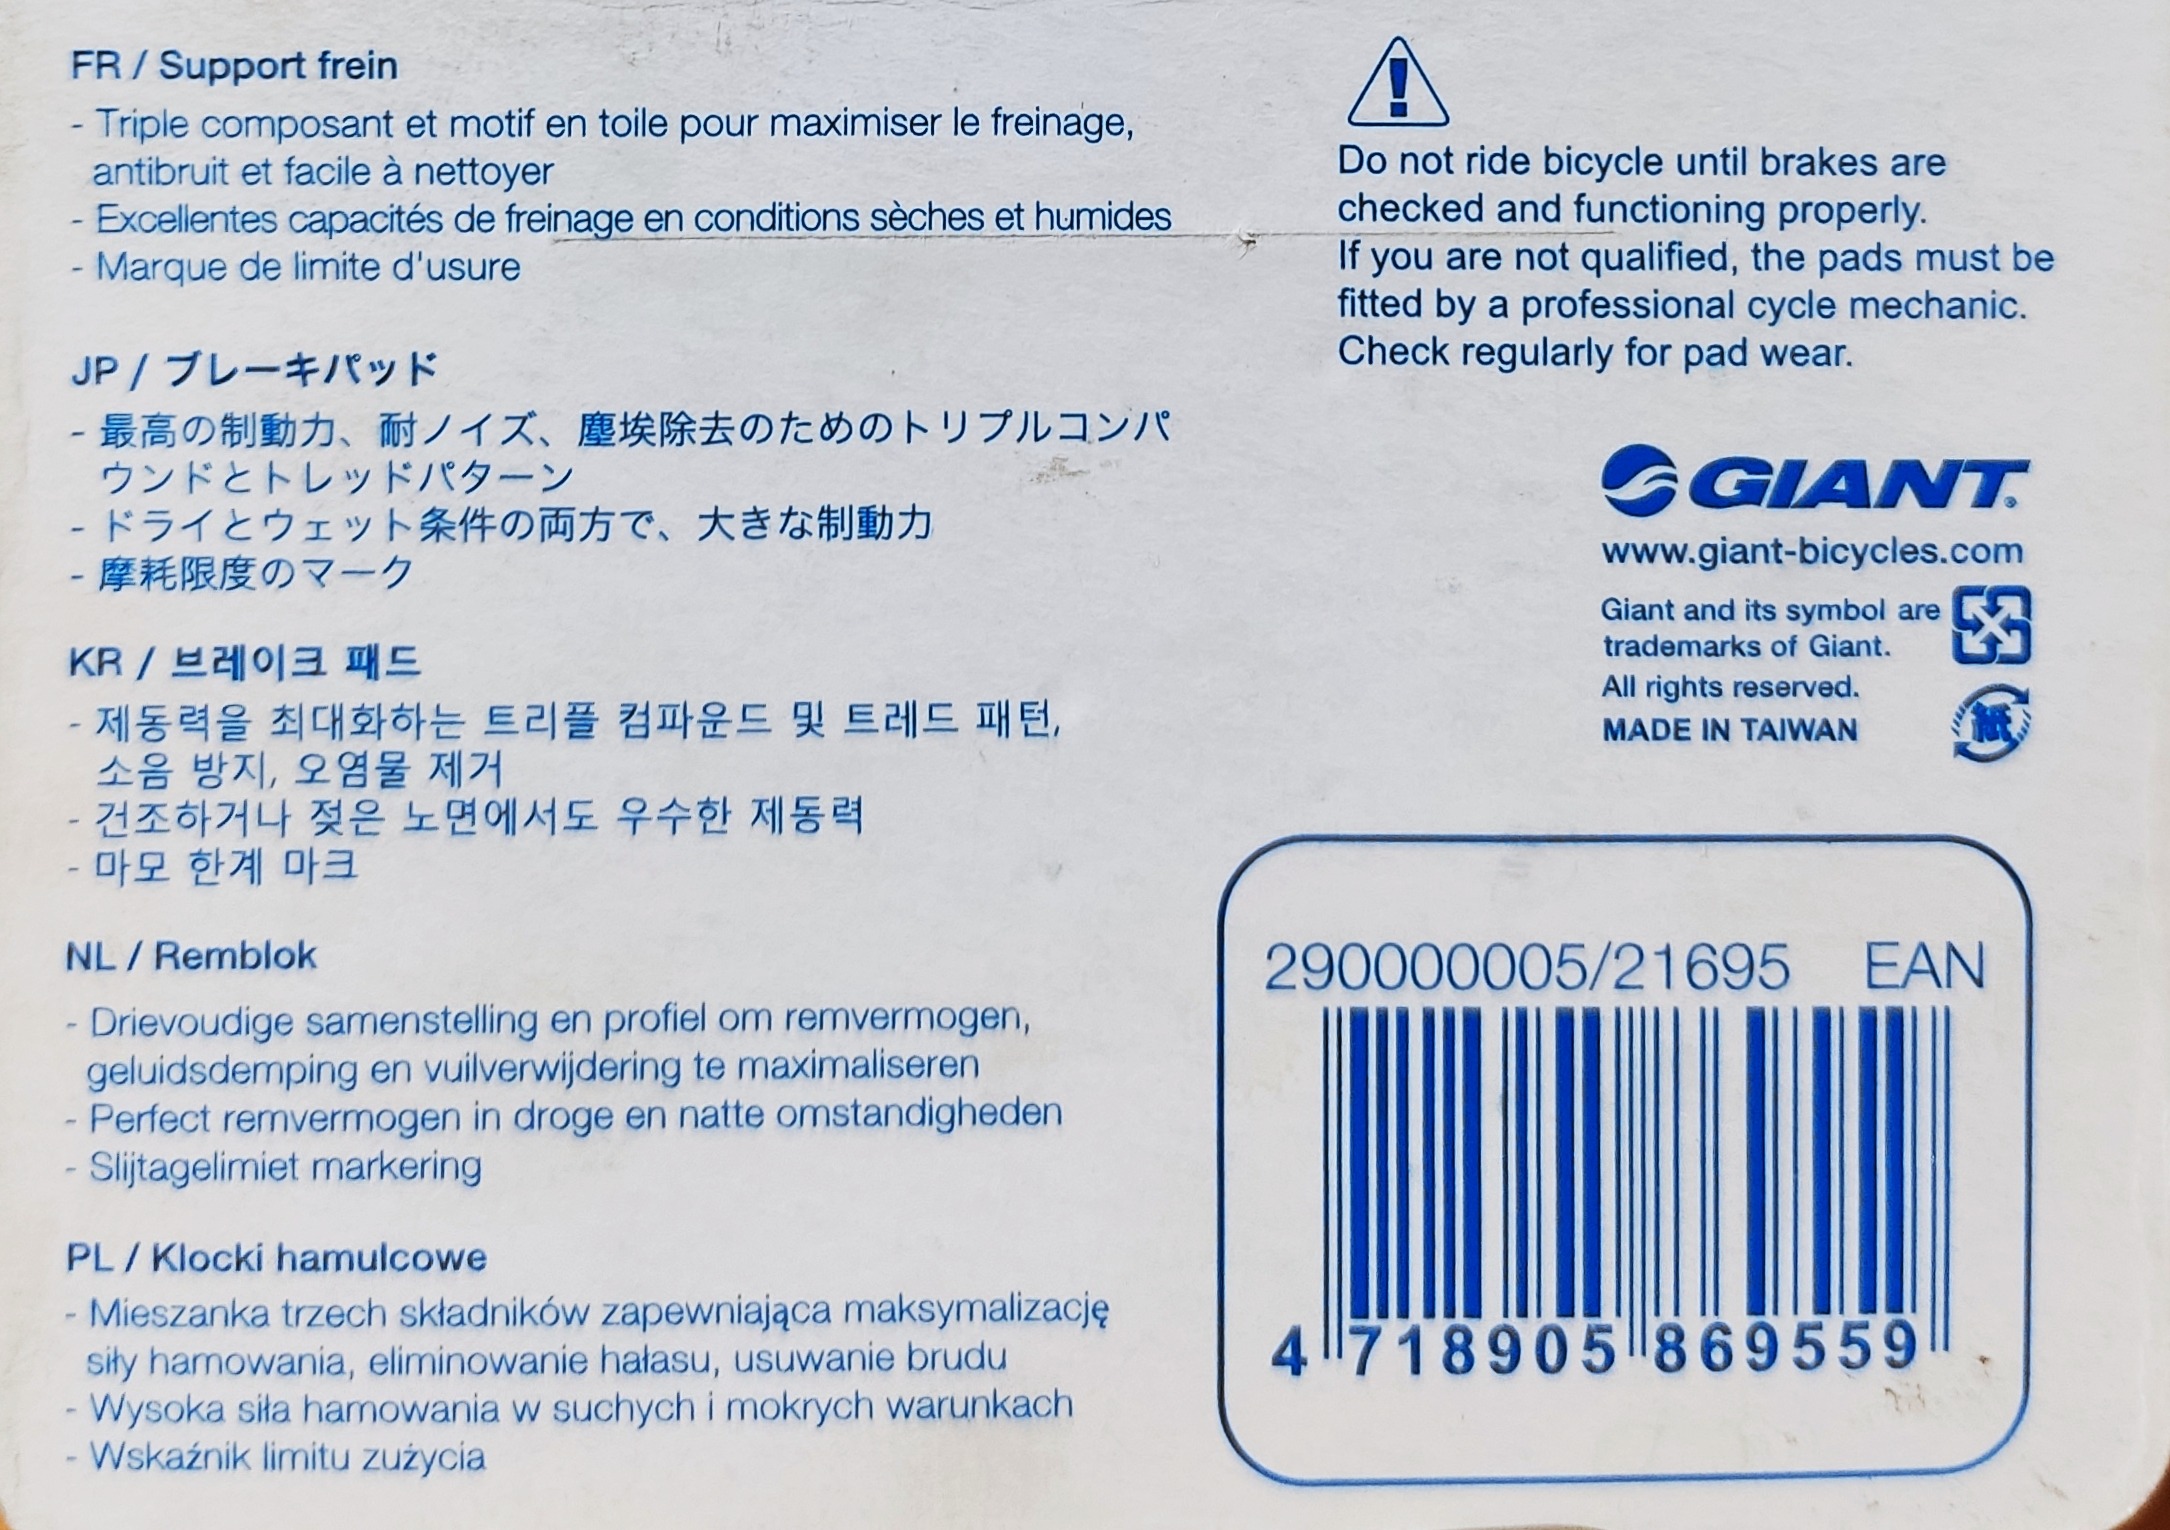 FR / Support frein
- Triple composant et motif en toile pour maximiser le freinage,
antibruit et facile à nettoyer
- Excellentes capacités de freinage en conditions sèches et humides
- Marque de limite d'usure
JP / ブレーキパッド
- 最高の制動力、耐ノイズ、塵埃除去のためのトリプルコンパ
ウンドとトレッドパターン
- ドライとウェット条件の両方で、大きな制動力
- 摩耗限度のマーク
KR / 브레이크 패드
- 제동력을 최대화하는 트리플 컴파운드 및 트레드 패턴,
소음 방지, 오염물 제거
- 건조하거나 젖은 노면에서도 우수한 제동력
- 마모 한계 마크
NL / Remblok
- Drievoudige samenstelling en profiel om remvermogen,
geluidsdemping en vuilverwijdering te maximaliseren
- Perfect remvermogen in droge en natte omstandigheden
- Slijtagelimiet markering
PL / Klocki hamulcowe
- Mieszanka trzech składników zapewniająca maksymalizację
siły hamowania, eliminowanie hałasu, usuwanie brudu
- Wysoka siła hamowania w suchych i mokrych warunkach
- Wskaźnik limitu zużycia
!
Do not ride bicycle until brakes are
checked and functioning properly.
If you are not qualified, the pads must be
fitted by a professional cycle mechanic.
Check regularly for pad wear.
GIANT®
www.giant-bicycles.com
Giant and its symbol are
trademarks of Giant.
All rights reserved.
MADE IN TAIWAN
紙
290000005/21695 EAN
4 718905 869559